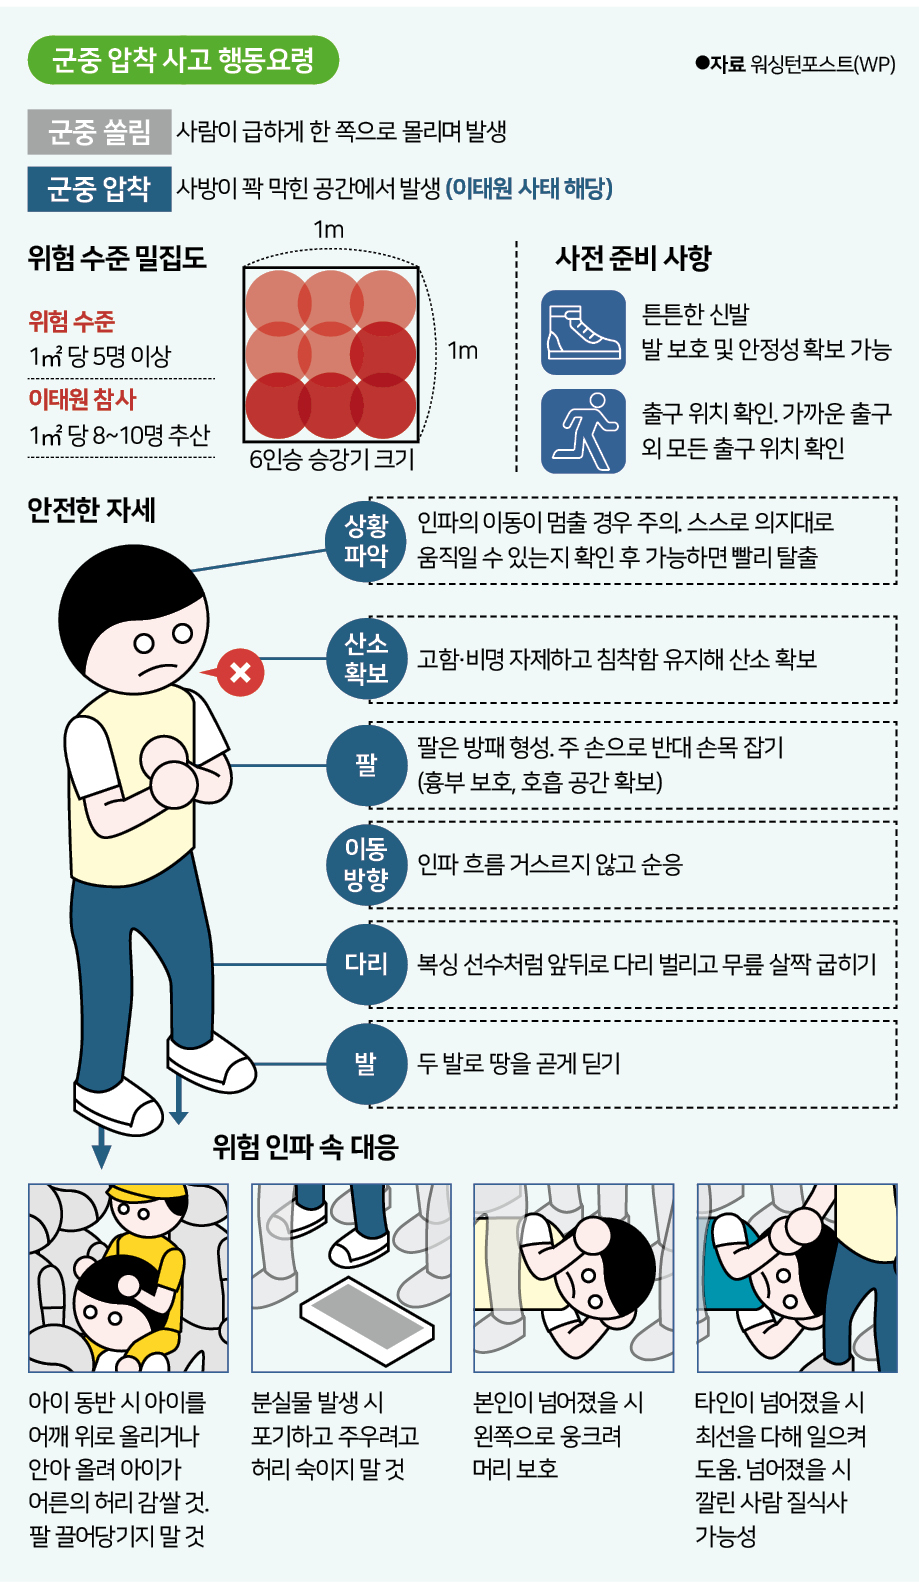 군중 압착 사고 행동요령
●자료 워싱턴포스트(WP)
군중 쏠림 사람이 급하게 한 쪽으로 몰리며 발생
군중 압착 사방이 꽉 막힌 공간에서 발생 (이태원 사태 해당)
위험 수준 밀집도
위험 수준
1㎡ 당 5명 이상
이태원 참사
1㎡ 당 8~10명 추산
1m
1m
6인승 승강기 크기
사전 준비 사항
튼튼한 신발
발 보호 및 안정성 확보 가능
출구 위치 확인. 가까운 출구
외 모든 출구 위치 확인
안전한 자세
상황
파악
인파의 이동이 멈출 경우 주의. 스스로 의지대로
움직일 수 있는지 확인 후 가능하면 빨리 탈출
산소
확보
고함·비명 자제하고 침착함 유지해 산소 확보
팔
팔은 방패 형성. 주 손으로 반대 손목 잡기
(흉부 보호, 호흡 공간 확보)
이동
방향
인파 흐름 거스르지 않고 순응
다리
복싱 선수처럼 앞뒤로 다리 벌리고 무릎 살짝 굽히기
발
두 발로 땅을 곧게 딛기
위험 인파 속 대응
아이 동반 시 아이를
어깨 위로 올리거나
안아 올려 아이가
어른의 허리 감쌀 것.
팔 끌어당기지 말 것
분실물 발생 시
포기하고 주우려고
허리 숙이지 말 것
본인이 넘어졌을 시
왼쪽으로 웅크려
머리 보호
타인이 넘어졌을 시
최선을 다해 일으켜
도움. 넘어졌을 시
깔린 사람 질식사
가능성